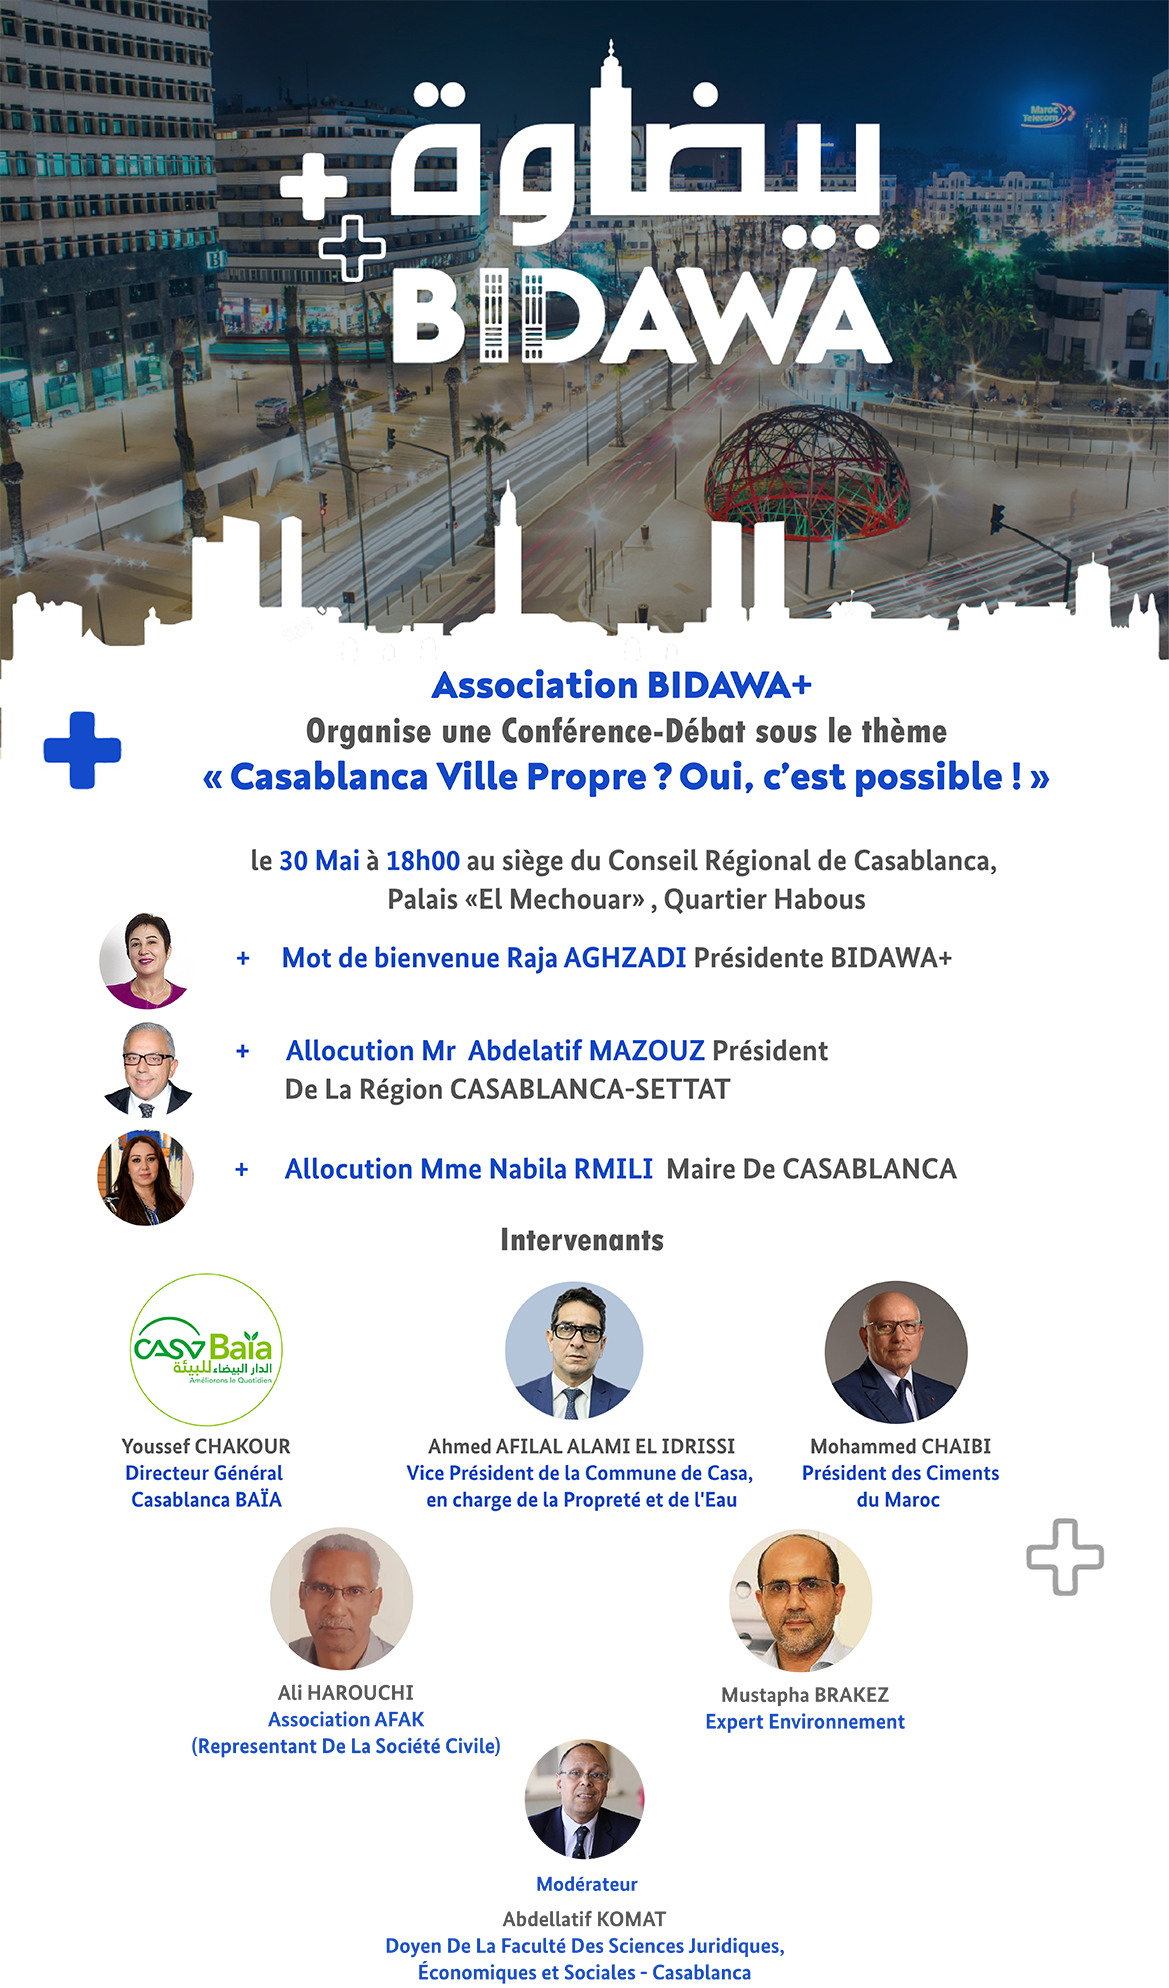 Maroc
Telecom
بيضاوة
BIDAWA
Association BIDAWA+
Organise une Conférence-Débat sous le thème
« Casablanca Ville Propre ? Oui, c’est possible ! »
le 30 Mai à 18h00 au siège du Conseil Régional de Casablanca,
Palais «El Mechouar» , Quartier Habous
+ Mot de bienvenue Raja AGHZADI Présidente BIDAWA+
+ Allocution Mr Abdelatif MAZOUZ Président
De La Région CASABLANCA-SETTAT
+ Allocution Mme Nabila RMILI Maire De CASABLANCA
Intervenants
CASA Baïa
الدار البيضاء للبيئة
Améliorons le Quotidien
Youssef CHAKOUR
Directeur Général
Casablanca BAÏA
Ahmed AFILAL ALAMI EL IDRISSI
Vice Président de la Commune de Casa,
en charge de la Propreté et de l'Eau
Mohammed CHAIBI
Président des Ciments
du Maroc
Ali HAROUCHI
Association AFAK
(Representant De La Société Civile)
Mustapha BRAKEZ
Expert Environnement
Modérateur
Abdellatif KOMAT
Doyen De La Faculté Des Sciences Juridiques,
Économiques et Sociales - Casablanca